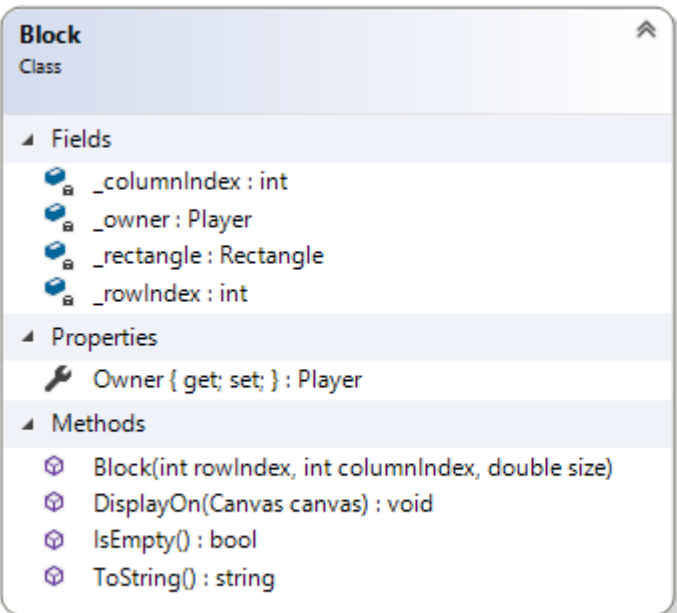 Block
Class
Fields
_columnIndex : int
_owner : Player
_rectangle : Rectangle
_rowIndex : int
Properties
Owner { get; set; } : Player
Methods
Block(int rowIndex, int columnIndex, double size)
DisplayOn(Canvas canvas) : void
IsEmpty() : bool
ToString() : string